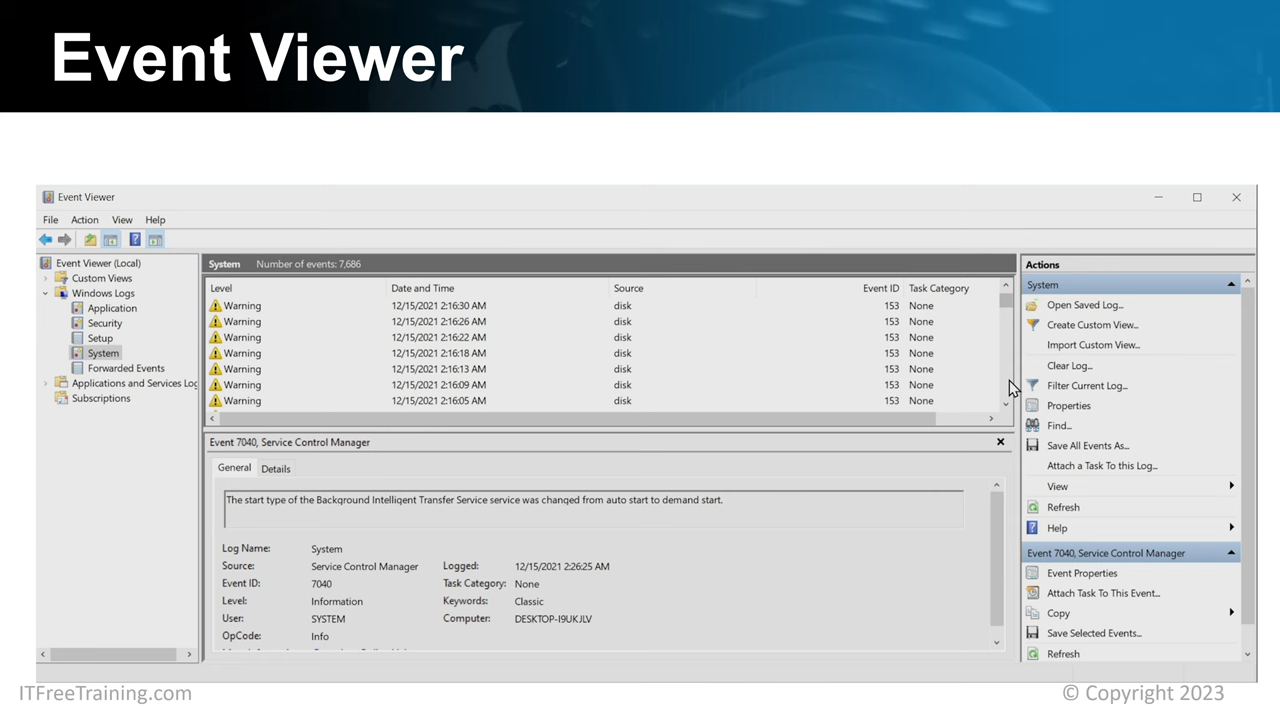 Event Viewer
Event Viewer
File Action View Help
Event Viewer (Local)
Custom Views
Windows Logs
Application
Security
Setup
System
Forwarded Events
Applications and Services Log
Subscriptions
System Number of events: 7,686
Level Date and Time Source Event ID Task Category
Warning 12/15/2021 2:16:30 AM disk 153 None
Warning 12/15/2021 2:16:26 AM disk 153 None
Warning 12/15/2021 2:16:22 AM disk 153 None
Warning 12/15/2021 2:16:18 AM disk 153 None
Warning 12/15/2021 2:16:13 AM disk 153 None
Warning 12/15/2021 2:16:09 AM disk 153 None
Warning 12/15/2021 2:16:05 AM disk 153 None
Event 7040, Service Control Manager
General Details
The start type of the Background Intelligent Transfer Service service was changed from auto start to demand start.
Log Name: System
Source: Service Control Manager Logged: 12/15/2021 2:26:25 AM
Event ID: 7040 Task Category: None
Level: Information Keywords: Classic
User: SYSTEM Computer: DESKTOP-I9UKJLV
OpCode: Info
Actions
System
Open Saved Log...
Create Custom View...
Import Custom View...
Clear Log...
Filter Current Log...
Properties
Find...
Save All Events As...
Attach a Task To this Log...
View
Refresh
Help
Event 7040, Service Control Manager
Event Properties
Attach Task To This Event...
Copy
Save Selected Events...
Refresh
ITFreeTraining.com
© Copyright 2023